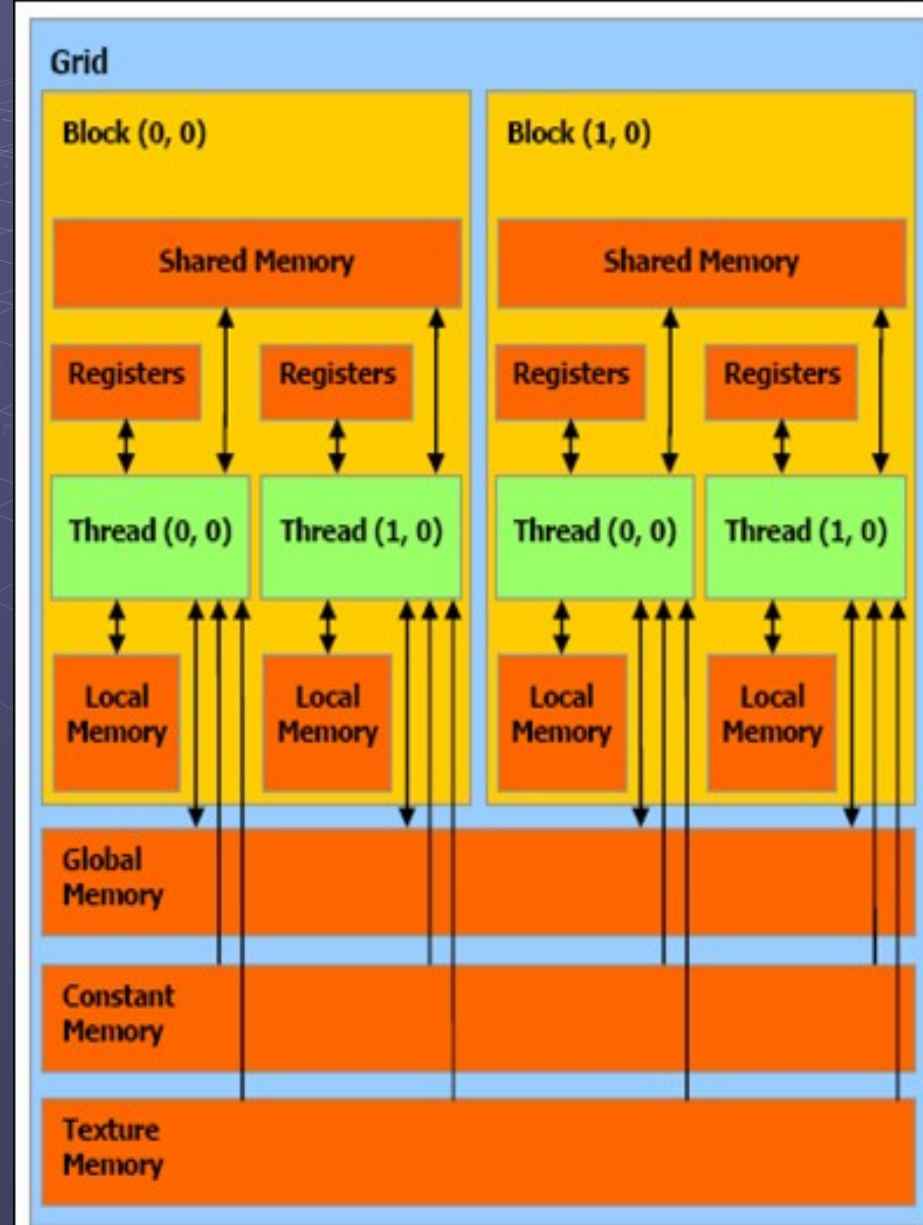 Grid
Block (0, 0)
Shared Memory
Registers
Registers
Thread (0, 0)
Thread (1, 0)
Local
Memory
Local
Memory
Block (1, 0)
Shared Memory
Registers
Registers
Thread (0, 0)
Thread (1, 0)
Local
Memory
Local
Memory
Global
Memory
Constant
Memory
Texture
Memory